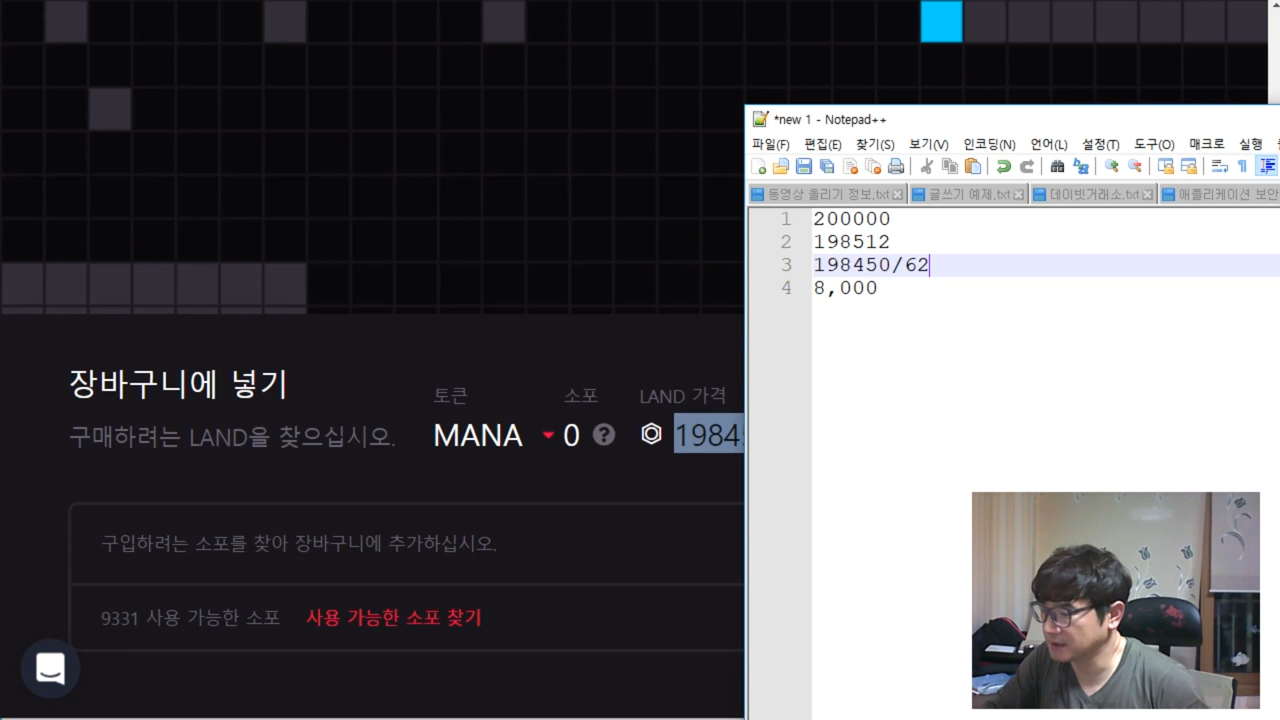 *new 1 - Notepad++
파일(F) 편집(E) 찾기(S) 보기(V) 인코딩(N) 언어(L) 설정(T) 도구(O) 매크로 실행
동영상 올리기 정보.txt 글쓰기 예제.txt 데이빗거래소.txt 애플리케이션 보안
1 200000
2 198512
3 198450/62
4 8,000
장바구니에 넣기
토큰 소포 LAND 가격
구매하려는 LAND을 찾으십시오.
MANA 0 ? 1984
구입하려는 소포를 찾아 장바구니에 추가하십시오.
9331 사용 가능한 소포 사용 가능한 소포 찾기